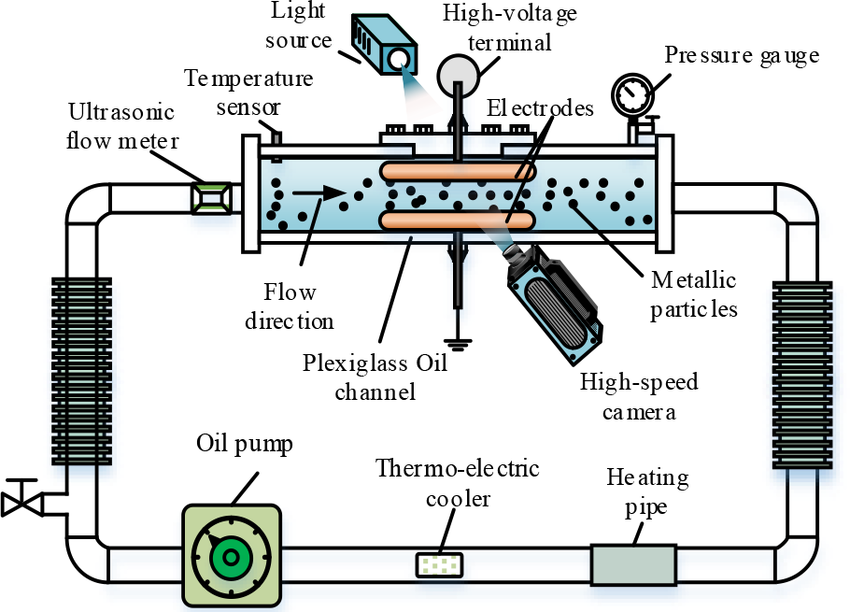 Light
source
High-voltage
terminal
Pressure gauge
Temperature
sensor
Electrodes
Ultrasonic
flow meter
Flow
direction
Metallic
particles
Plexiglass Oil
channel
High-speed
camera
Oil pump
Thermo-electric
cooler
Heating
pipe